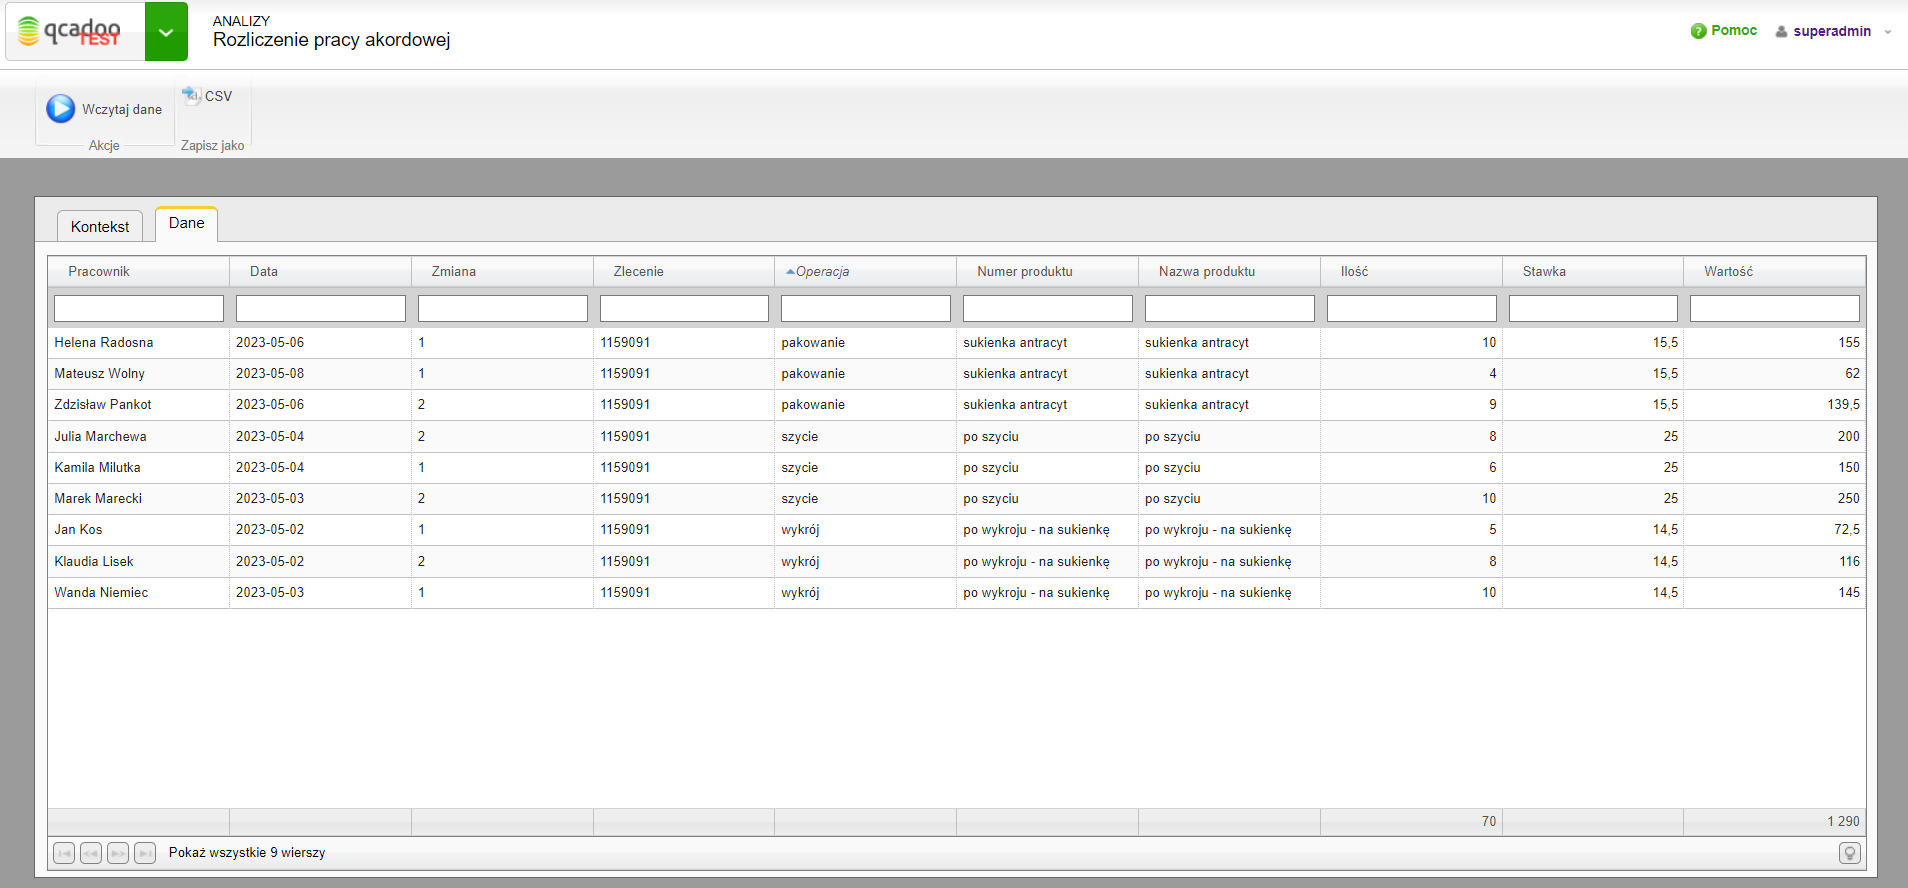 qcadoo
TEST
ANALIZY
Rozliczenie pracy akordowej
Pomoc superadmin
Wczytaj dane CSV
Akcje Zapisz jako
Kontekst Dane
Pracownik Data Zmiana Zlecenie Operacja Numer produktu Nazwa produktu Ilość Stawka Wartość
Helena Radosna 2023-05-06 1 1159091 pakowanie sukienka antracyt sukienka antracyt 10 15,5 155
Mateusz Wolny 2023-05-08 1 1159091 pakowanie sukienka antracyt sukienka antracyt 4 15,5 62
Zdzisław Pankot 2023-05-06 2 1159091 pakowanie sukienka antracyt sukienka antracyt 9 15,5 139,5
Julia Marchewa 2023-05-04 2 1159091 szycie po szyciu po szyciu 8 25 200
Kamila Milutka 2023-05-04 1 1159091 szycie po szyciu po szyciu 6 25 150
Marek Marecki 2023-05-03 2 1159091 szycie po szyciu po szyciu 10 25 250
Jan Kos 2023-05-02 1 1159091 wykrój po wykroju - na sukienkę po wykroju - na sukienkę 5 14,5 72,5
Klaudia Lisek 2023-05-02 2 1159091 wykrój po wykroju - na sukienkę po wykroju - na sukienkę 8 14,5 116
Wanda Niemiec 2023-05-03 1 1159091 wykrój po wykroju - na sukienkę po wykroju - na sukienkę 10 14,5 145
70 1 290
Pokaż wszystkie 9 wierszy